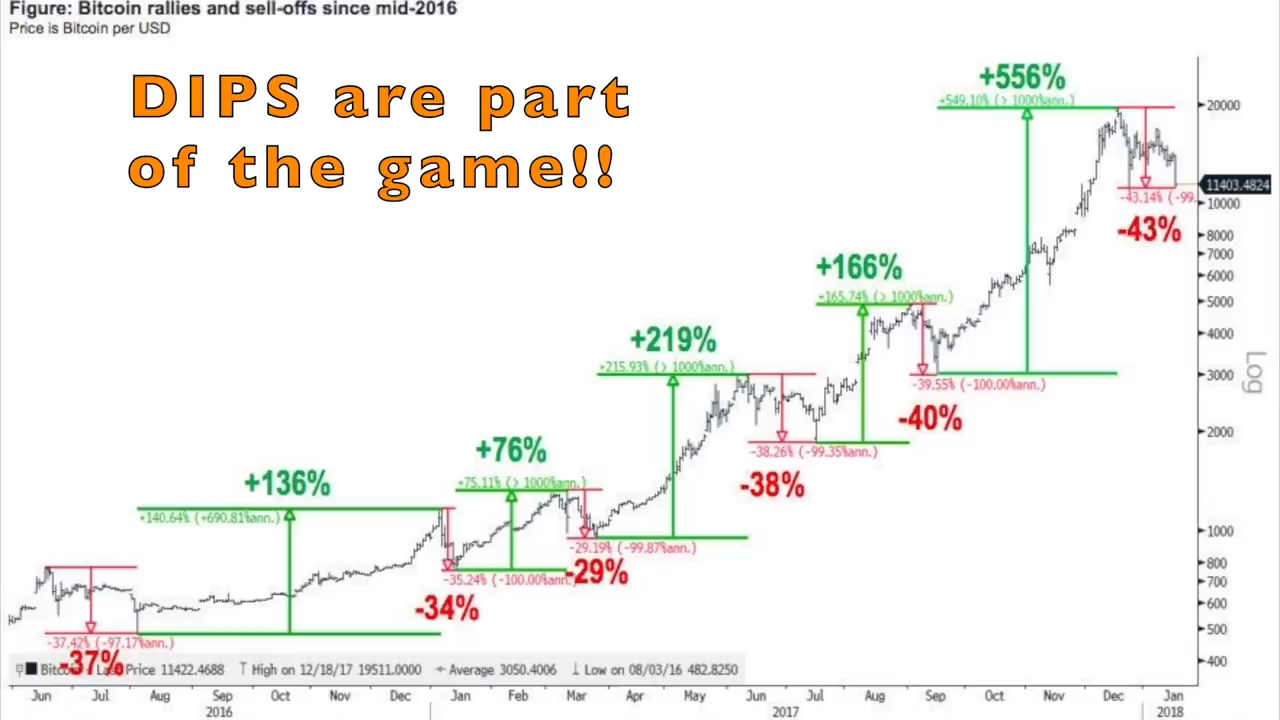 Figure: Bitcoin rallies and sell-offs since mid-2016
Price is Bitcoin per USD
DIPS are part
of the game!!
+556%
+549.10% (> 1000%ann.)
20000
11403.4824
-43.14% (-99.
10000
-43%
8000
7000
6000
+166%
+165.74% (> 1000%ann.)
5000
4000
+219%
+215.93% (> 1000%ann.)
3000
-39.55% (-100.00%ann.)
-40%
Log
2000
-38.26% (-99.35%ann.)
-38%
+76%
+75.11% (> 1000%ann.)
+136%
+140.64% (+690.81%ann.)
1000
-29.19% (-99.87%ann.)
-29%
800
700
-35.24% (-100.00%ann.)
-34%
600
500
-37.42% (-97.17%ann.)
-37%
400
Bitcoin - Last Price 11422.4688 High on 12/18/17 19511.0000 Average 3050.4006 Low on 08/03/16 482.8250
Jun Jul Aug Sep Oct Nov Dec Jan Feb Mar Apr May Jun Jul Aug Sep Oct Nov Dec Jan
2016 2017 2018